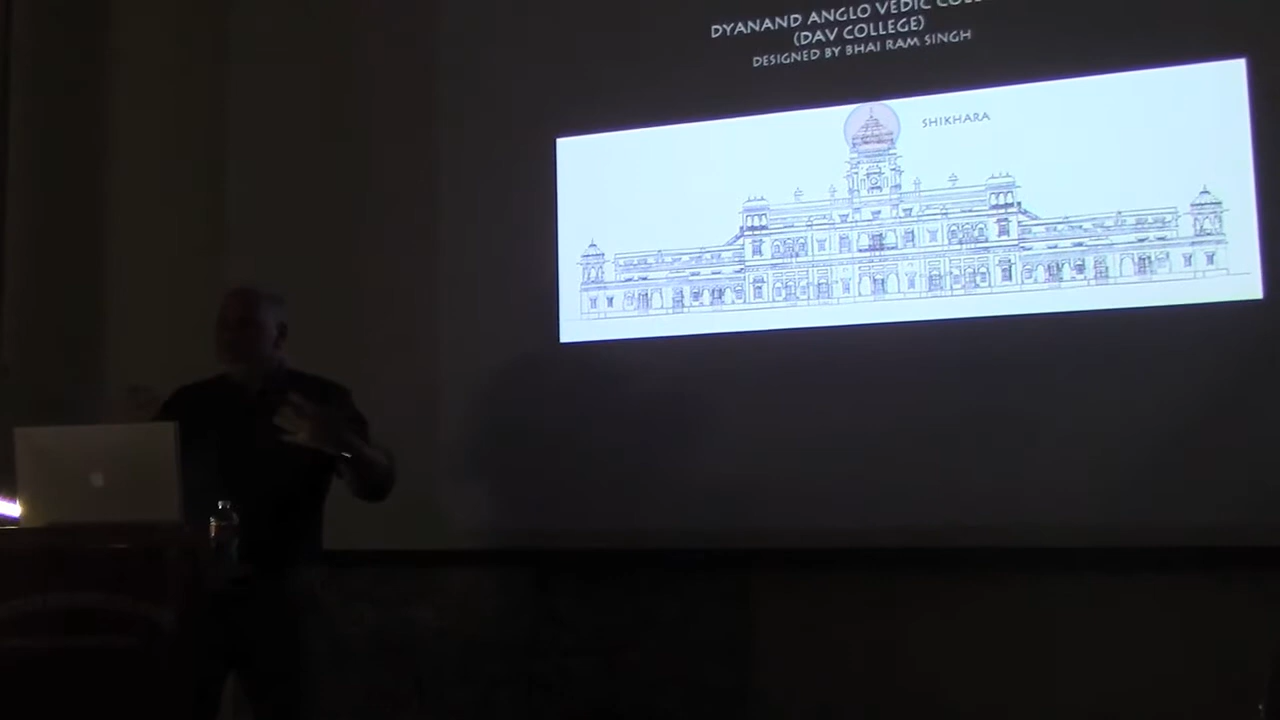 DYANAND ANGLO VEDIC
(DAV COLLEGE)
DESIGNED BY BHAI RAM SINGH
SHIKHARA